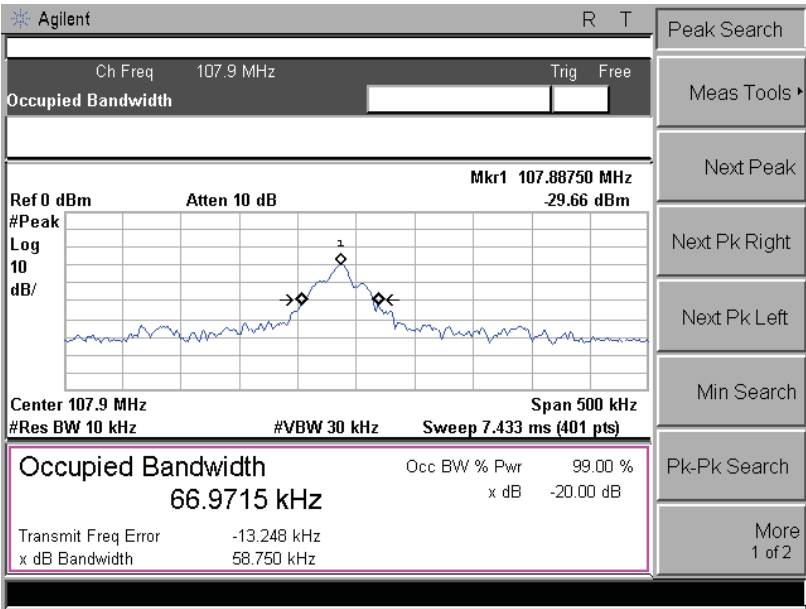 Agilent R T
Ch Freq 107.9 MHz Trig Free
Occupied Bandwidth
Mkr1 107.88750 MHz
Ref 0 dBm Atten 10 dB -29.66 dBm
#Peak
Log
10
dB/
1
Center 107.9 MHz Span 500 kHz
#Res BW 10 kHz #VBW 30 kHz Sweep 7.433 ms (401 pts)
Occupied Bandwidth
66.9715 kHz
Occ BW % Pwr 99.00 %
x dB -20.00 dB
Transmit Freq Error -13.248 kHz
x dB Bandwidth 58.750 kHz
Peak Search
Meas Tools
Next Peak
Next Pk Right
Next Pk Left
Min Search
Pk-Pk Search
More
1 of 2